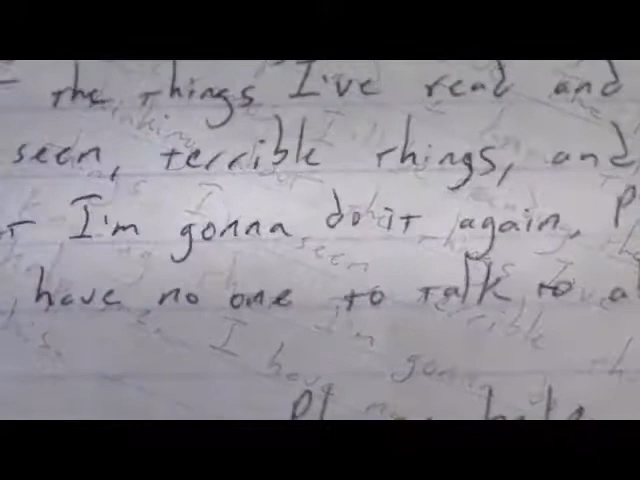 - the things I've read and
seen, terrible things, and
I'm gonna do it again,
have no one to talk to